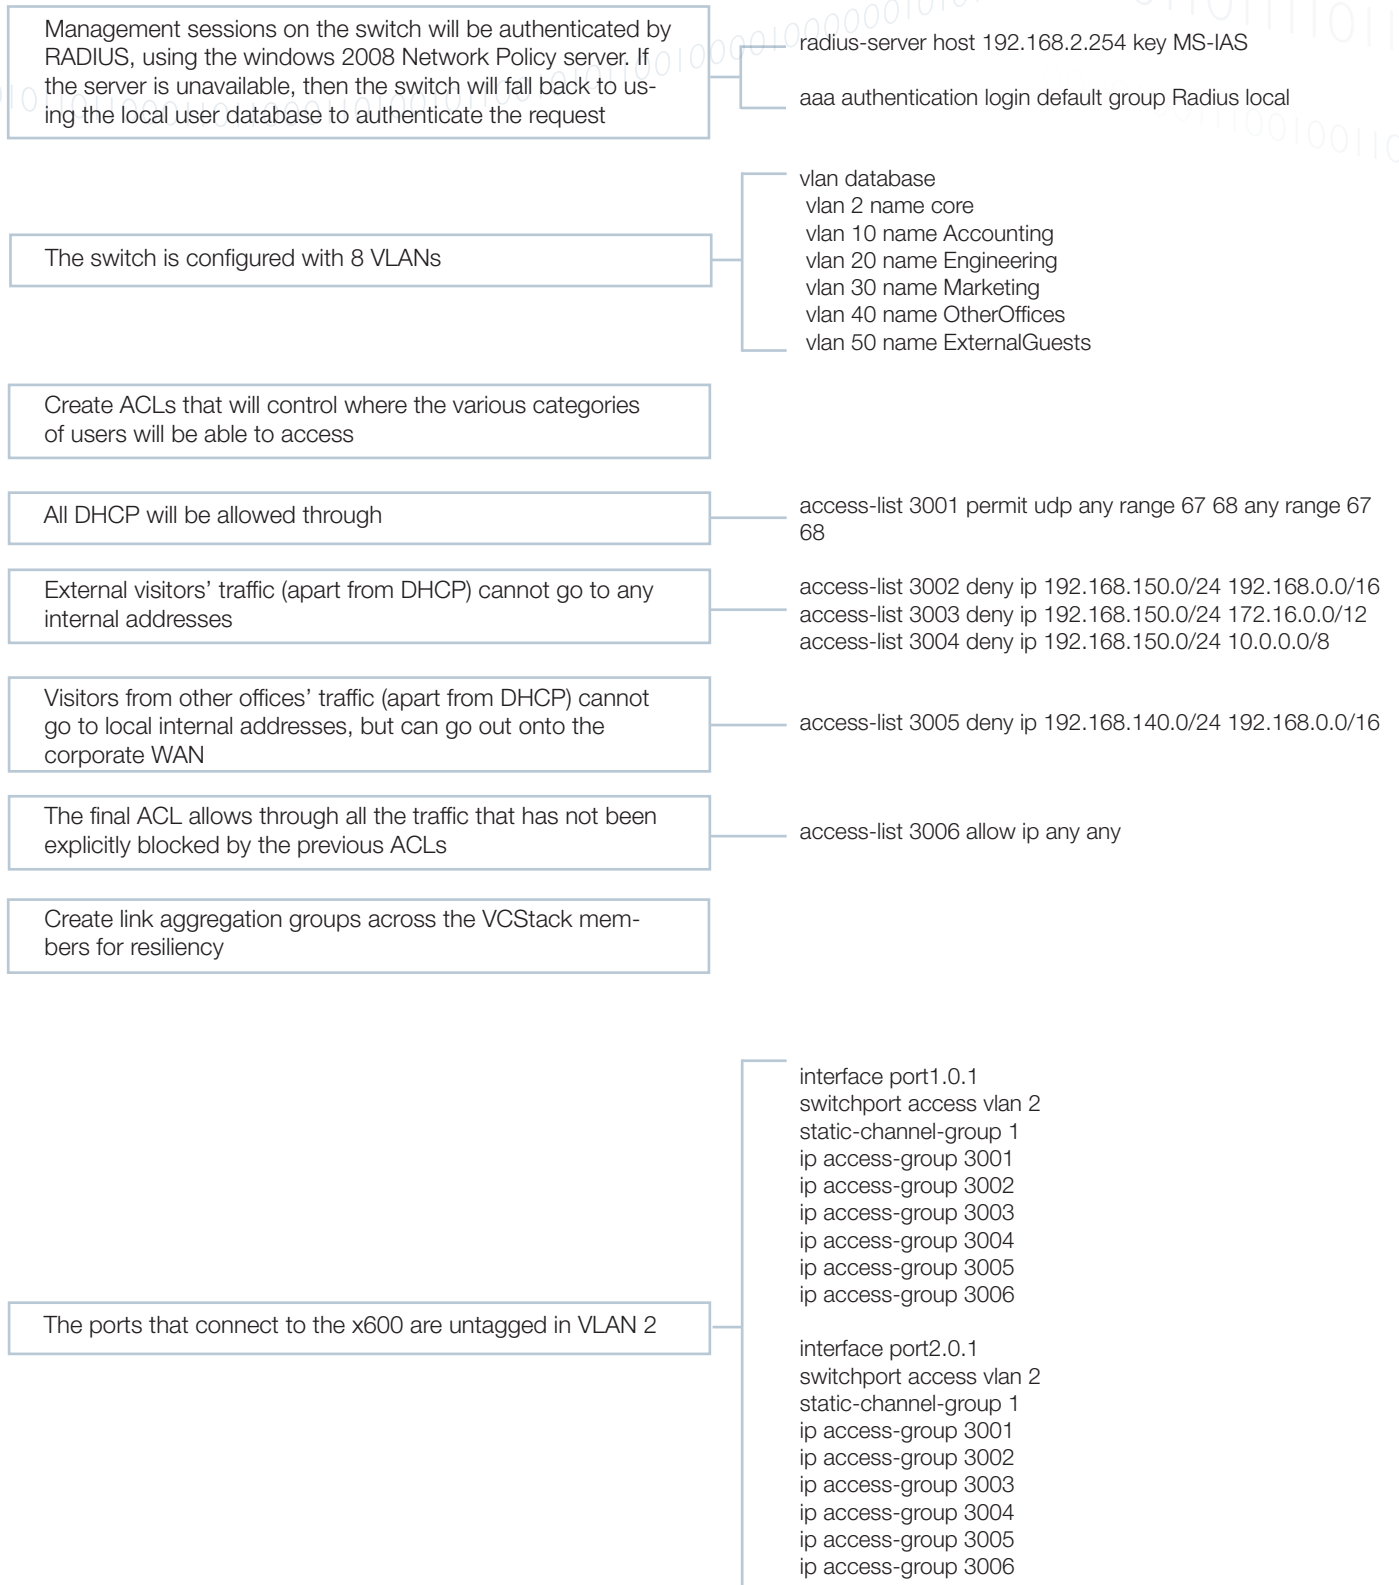 Management sessions on the switch will be authenticated by
RADIUS, using the windows 2008 Network Policy server. If
the server is unavailable, then the switch will fall back to us-
ing the local user database to authenticate the request
radius-server host 192.168.2.254 key MS-IAS
aaa authentication login default group Radius local
The switch is configured with 8 VLANs
vlan database
vlan 2 name core
vlan 10 name Accounting
vlan 20 name Engineering
vlan 30 name Marketing
vlan 40 name OtherOffices
vlan 50 name ExternalGuests
Create ACLs that will control where the various categories
of users will be able to access
All DHCP will be allowed through
access-list 3001 permit udp any range 67 68 any range 67
68
External visitors' traffic (apart from DHCP) cannot go to any
internal addresses
access-list 3002 deny ip 192.168.150.0/24 192.168.0.0/16
access-list 3003 deny ip 192.168.150.0/24 172.16.0.0/12
access-list 3004 deny ip 192.168.150.0/24 10.0.0.0/8
Visitors from other offices' traffic (apart from DHCP) cannot
go to local internal addresses, but can go out onto the
corporate WAN
access-list 3005 deny ip 192.168.140.0/24 192.168.0.0/16
The final ACL allows through all the traffic that has not been
explicitly blocked by the previous ACLs
access-list 3006 allow ip any any
Create link aggregation groups across the VCStack mem-
bers for resiliency
The ports that connect to the x600 are untagged in VLAN 2
interface port1.0.1
switchport access vlan 2
static-channel-group 1
ip access-group 3001
ip access-group 3002
ip access-group 3003
ip access-group 3004
ip access-group 3005
ip access-group 3006
interface port2.0.1
switchport access vlan 2
static-channel-group 1
ip access-group 3001
ip access-group 3002
ip access-group 3003
ip access-group 3004
ip access-group 3005
ip access-group 3006